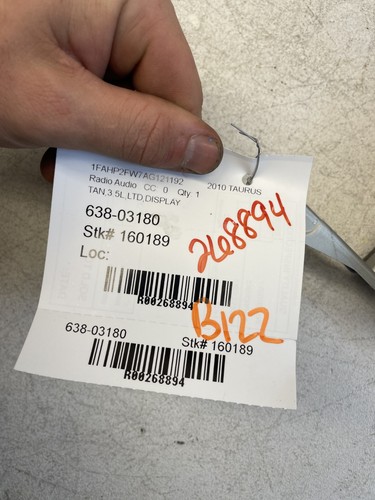 1FAHP2FW7AG121192 2010 TAURUS
Radio Audio CC 0 Qty 1
TAN,3.5L,LTD,DISPLAY
638-03180
Stk# 160189
Loc:
268894
R00268894
B122
638-03180 Stk# 160189
R00268894